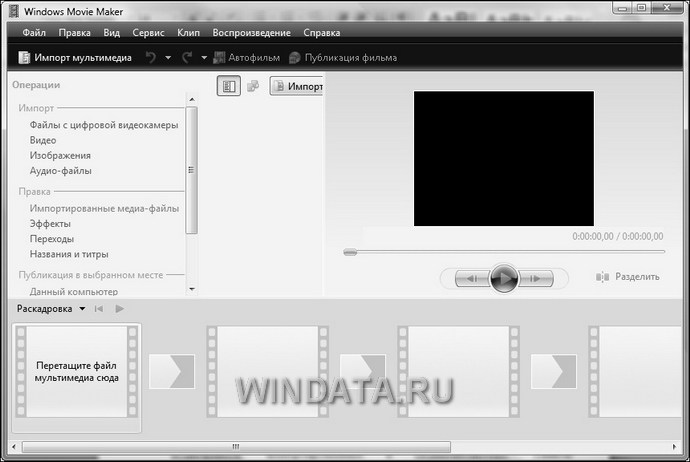 Windows Movie Maker
Файл Правка Вид Сервис Клип Воспроизведение Справка
Импорт мультимедиа Автофильм Публикация фильма
Операции
Импорт
Импорт
Файлы с цифровой видеокамеры
Видео
Изображения
Аудио-файлы
Правка
Импортированные медиа-файлы
Эффекты
Переходы
Названия и титры
Публикация в выбранном месте
Данный компьютер
0:00:00,00 / 0:00:00,00
Разделить
Раскадровка
Перетащите файл
мультимедиа сюда
WINDATA.RU